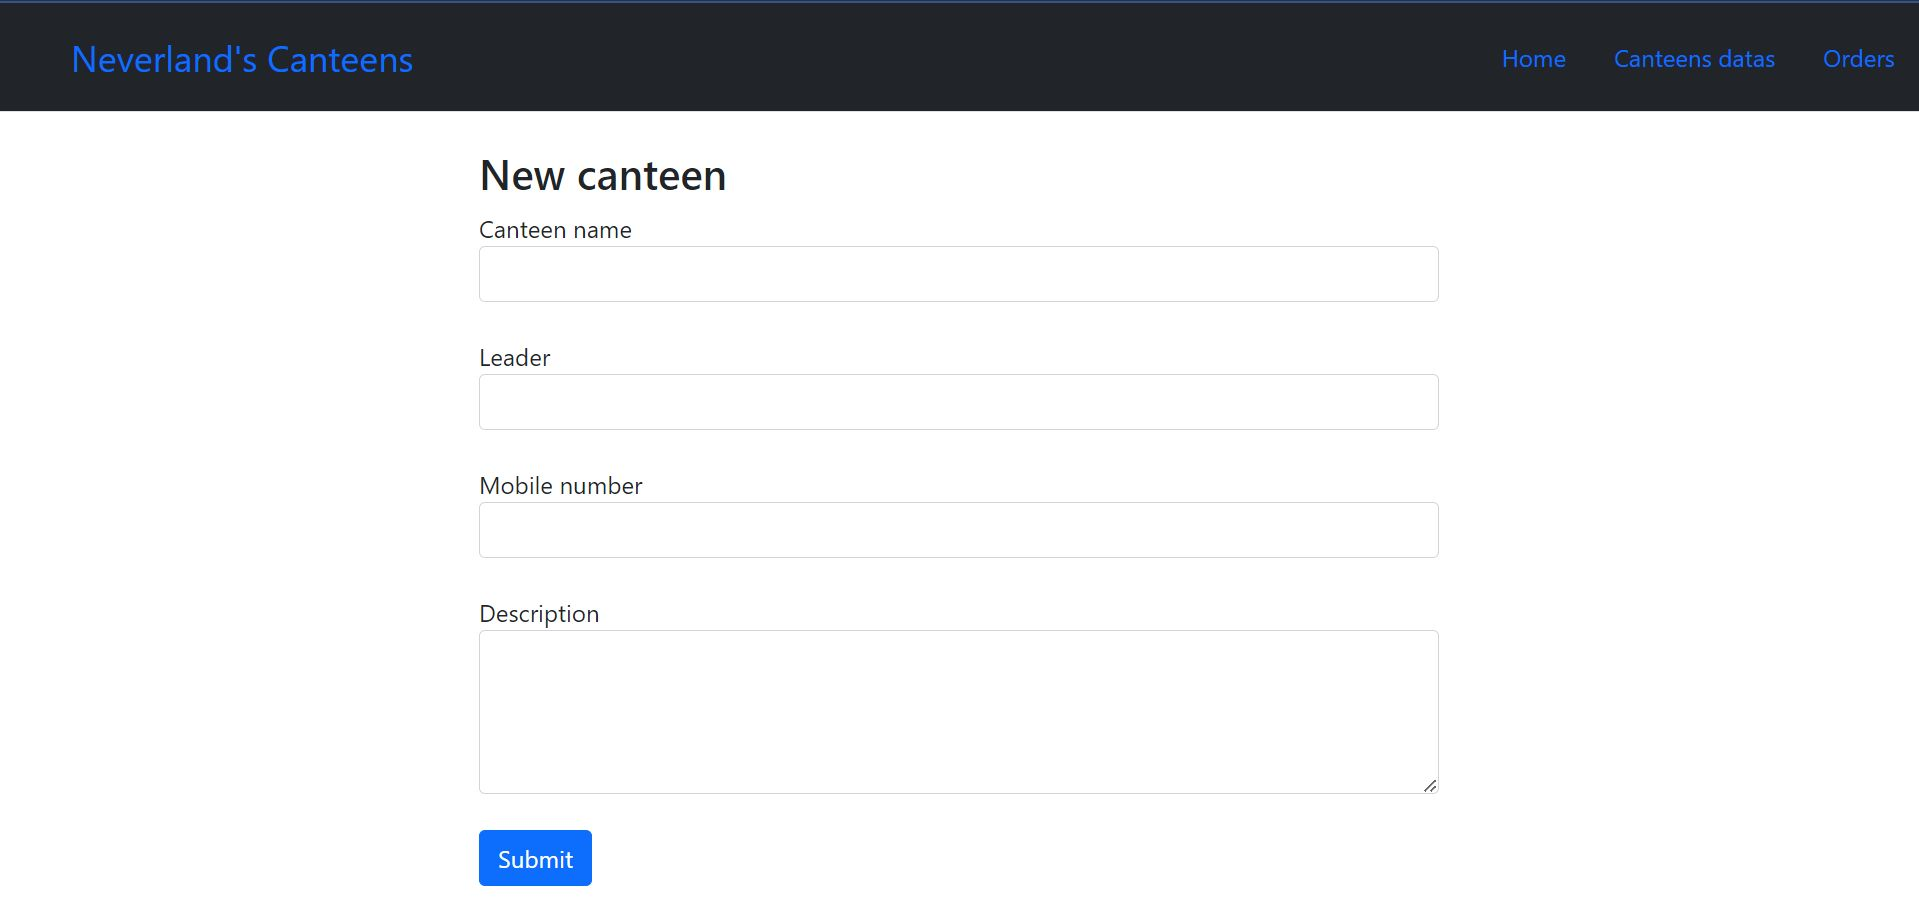 Neverland's Canteens
Home Canteens datas Orders
New canteen
Canteen name
Leader
Mobile number
Description
Submit